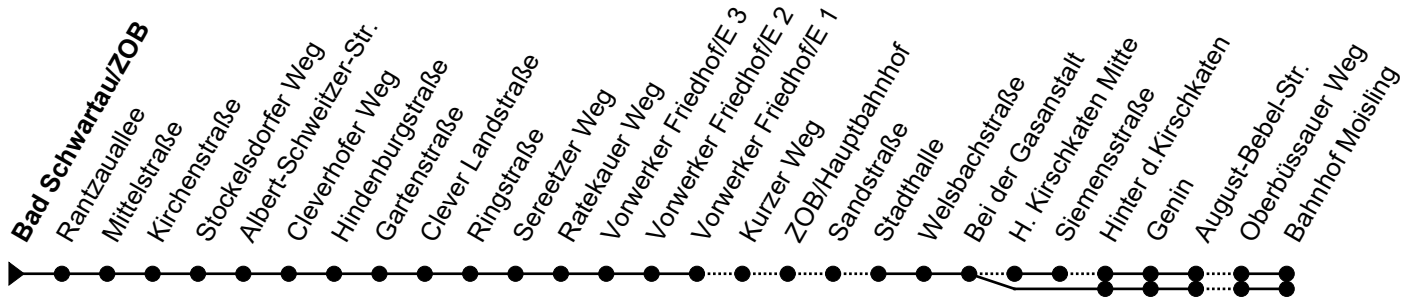 Bad Schwartau/ZOB
Rantzauallee
Mittelstraße
Kirchenstraße
Stockelsdorfer Weg
Albert-Schweitzer-Str.
Cleverhofer Weg
Hindenburgstraße
Gartenstraße
Clever Landstraße
Ringstraße
Sereetzer Weg
Ratekauer Weg
Vorwerker Friedhof/E 3
Vorwerker Friedhof/E 2
Vorwerker Friedhof/E 1
Kurzer Weg
ZOB/Hauptbahnhof
Sandstraße
Stadthalle
Welsbachstraße
Bei der Gasanstalt
H. Kirschkaten Mitte
Siemensstraße
Hinter d.Kirschkaten
Genin
August-Bebel-Str.
Oberbüssauer Weg
Bahnhof Moisling